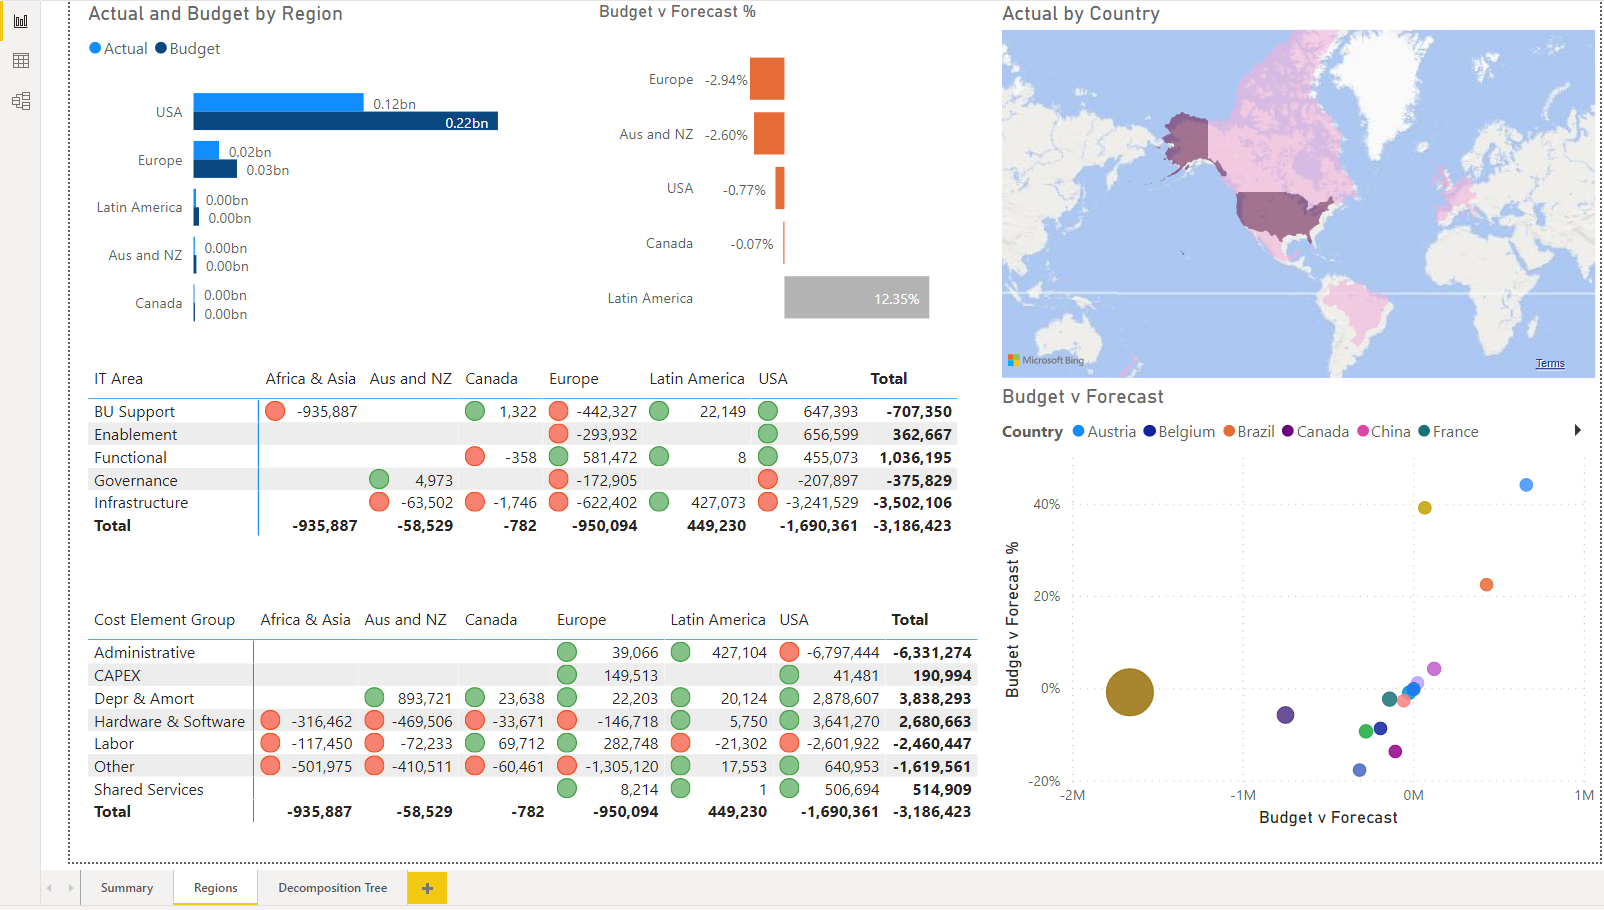 Actual and Budget by Region
Actual Budget
USA 0.12bn
0.22bn
Europe 0.02bn
0.03bn
Latin America 0.00bn
0.00bn
Aus and NZ 0.00bn
0.00bn
Canada 0.00bn
0.00bn
Budget v Forecast %
Europe -2.94%
Aus and NZ -2.60%
USA -0.77%
Canada -0.07%
Latin America 12.35%
Actual by Country
Microsoft Bing
Terms
IT Area Africa & Asia Aus and NZ Canada Europe Latin America USA Total
BU Support -935,887 1,322 -442,327 22,149 647,393 -707,350
Enablement -293,932 656,599 362,667
Functional -358 581,472 8 455,073 1,036,195
Governance 4,973 -172,905 -207,897 -375,829
Infrastructure -63,502 -1,746 -622,402 427,073 -3,241,529 -3,502,106
Total -935,887 -58,529 -782 -950,094 449,230 -1,690,361 -3,186,423
Cost Element Group Africa & Asia Aus and NZ Canada Europe Latin America USA Total
Administrative 39,066 427,104 -6,797,444 -6,331,274
CAPEX 149,513 41,481 190,994
Depr & Amort 893,721 23,638 22,203 20,124 2,878,607 3,838,293
Hardware & Software -316,462 -469,506 -33,671 -146,718 5,750 3,641,270 2,680,663
Labor -117,450 -72,233 69,712 282,748 -21,302 -2,601,922 -2,460,447
Other -501,975 -410,511 -60,461 -1,305,120 17,553 640,953 -1,619,561
Shared Services 8,214 1 506,694 514,909
Total -935,887 -58,529 -782 -950,094 449,230 -1,690,361 -3,186,423
Budget v Forecast
Country Austria Belgium Brazil Canada China France
Budget v Forecast %
40%
20%
0%
-20%
-2M -1M 0M 1M
Budget v Forecast
Summary Regions Decomposition Tree +